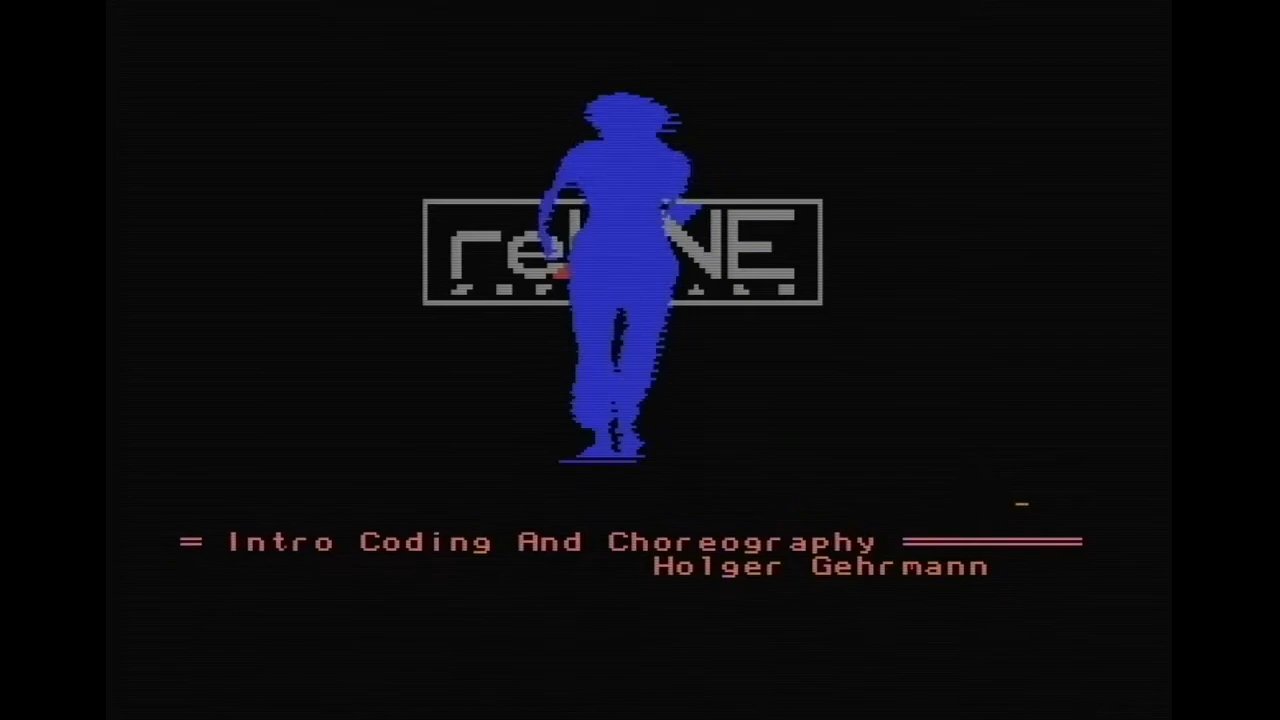 = Intro Coding And Choreography
Holger Gehrmann